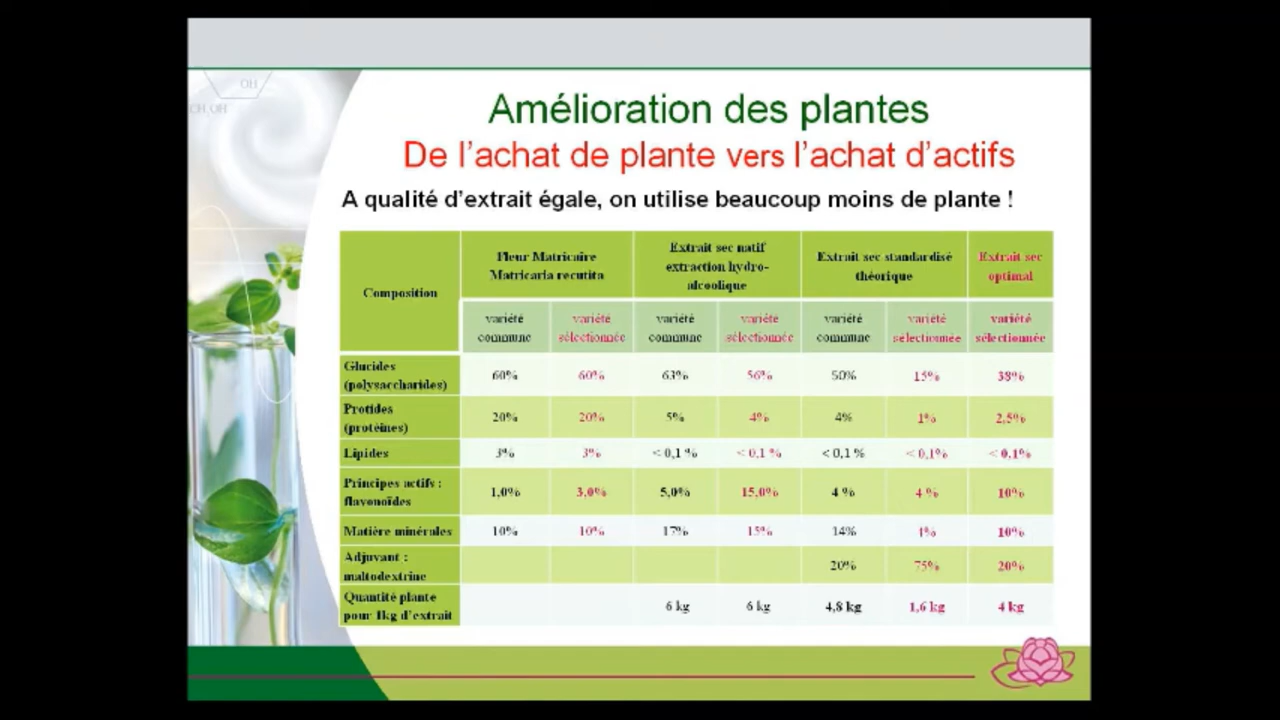 OH
CH OH
Amélioration des plantes
De l'achat de plante vers l'achat d'actifs
A qualité d'extrait égale, on utilise beaucoup moins de plante !
Composition
Fleur Matricaire
Matricaria recutita
Extrait sec natif
extraction hydro-
alcoolique
Extrait sec standardisé
théorique
Extrait sec
optimal
variété
commune
variété
sélectionnée
variété
commune
variété
sélectionnée
variété
commune
variété
sélectionnée
variété
sélectionnée
Glucides
(polysaccharides)
60% 60% 63% 56% 50% 15% 38%
Protides
(protéines)
20% 20% 5% 4% 4% 1% 2,5%
Lipides 3% 3% < 0,1 % < 0,1 % < 0,1 % < 0,1% < 0,1%
Principes actifs :
flavonoïdes
1,0% 3,0% 5,0% 15,0% 4 % 4 % 10%
Matière minérales 10% 10% 17% 15% 14% 10%
Adjuvant :
maltodextrine
20% 75% 20%
Quantité plante
pour 1kg d'extrait
6 kg 6 kg 4,8 kg 1,6 kg 4 kg